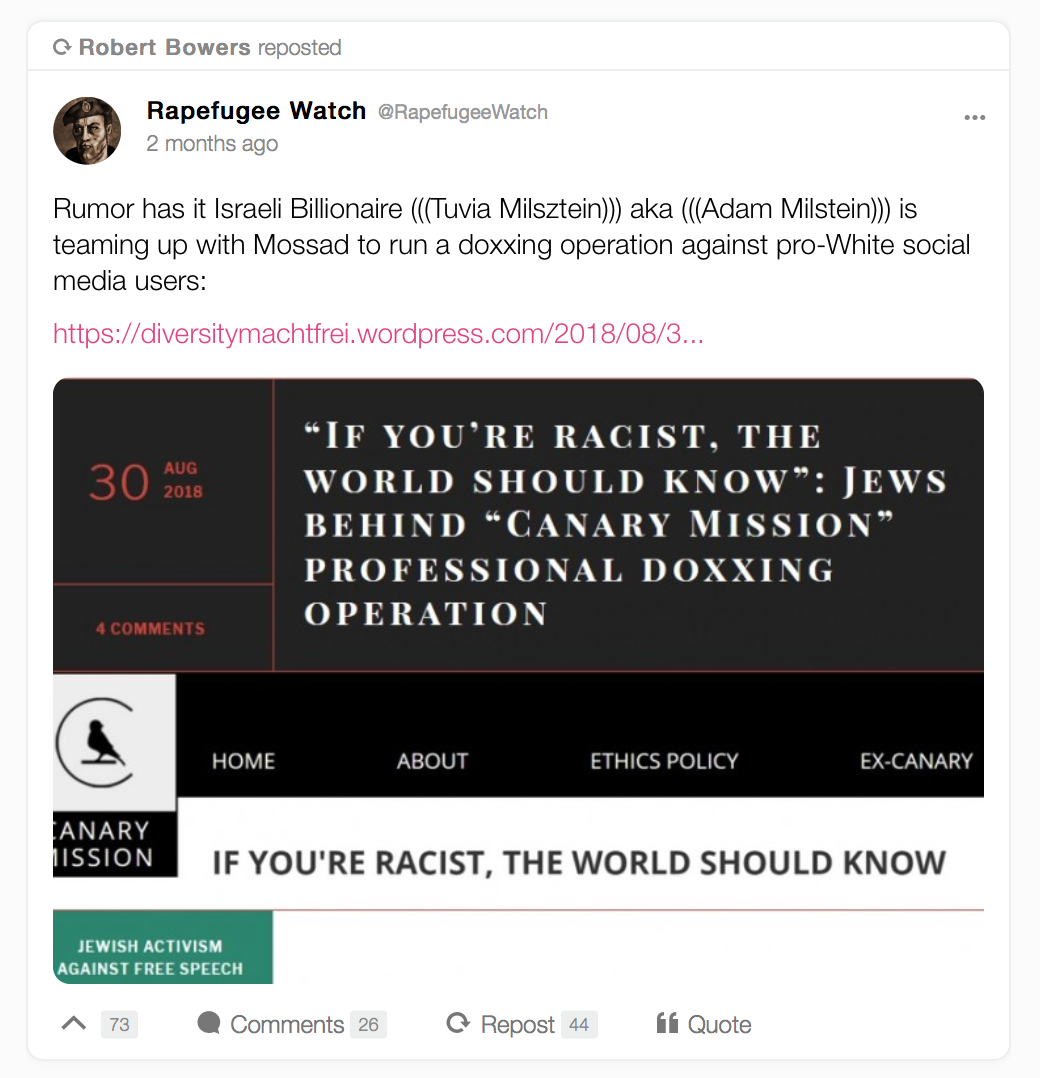 Robert Bowers reposted
Rapefugee Watch @RapefugeeWatch
2 months ago
Rumor has it Israeli Billionaire (((Tuvia Milsztein))) aka (((Adam Milstein))) is
teaming up with Mossad to run a doxxing operation against pro-White social
media users:
https://diversitymachtfrei.wordpress.com/2018/08/3...
30 AUG
2018
4 COMMENTS
“IF YOU’RE RACIST, THE
WORLD SHOULD KNOW”: JEWS
BEHIND “CANARY MISSION”
PROFESSIONAL DOXXING
OPERATION
HOME ABOUT ETHICS POLICY EX-CANARY
CANARY
MISSION
IF YOU'RE RACIST, THE WORLD SHOULD KNOW
JEWISH ACTIVISM
AGAINST FREE SPEECH
73 Comments 26 Repost 44 Quote